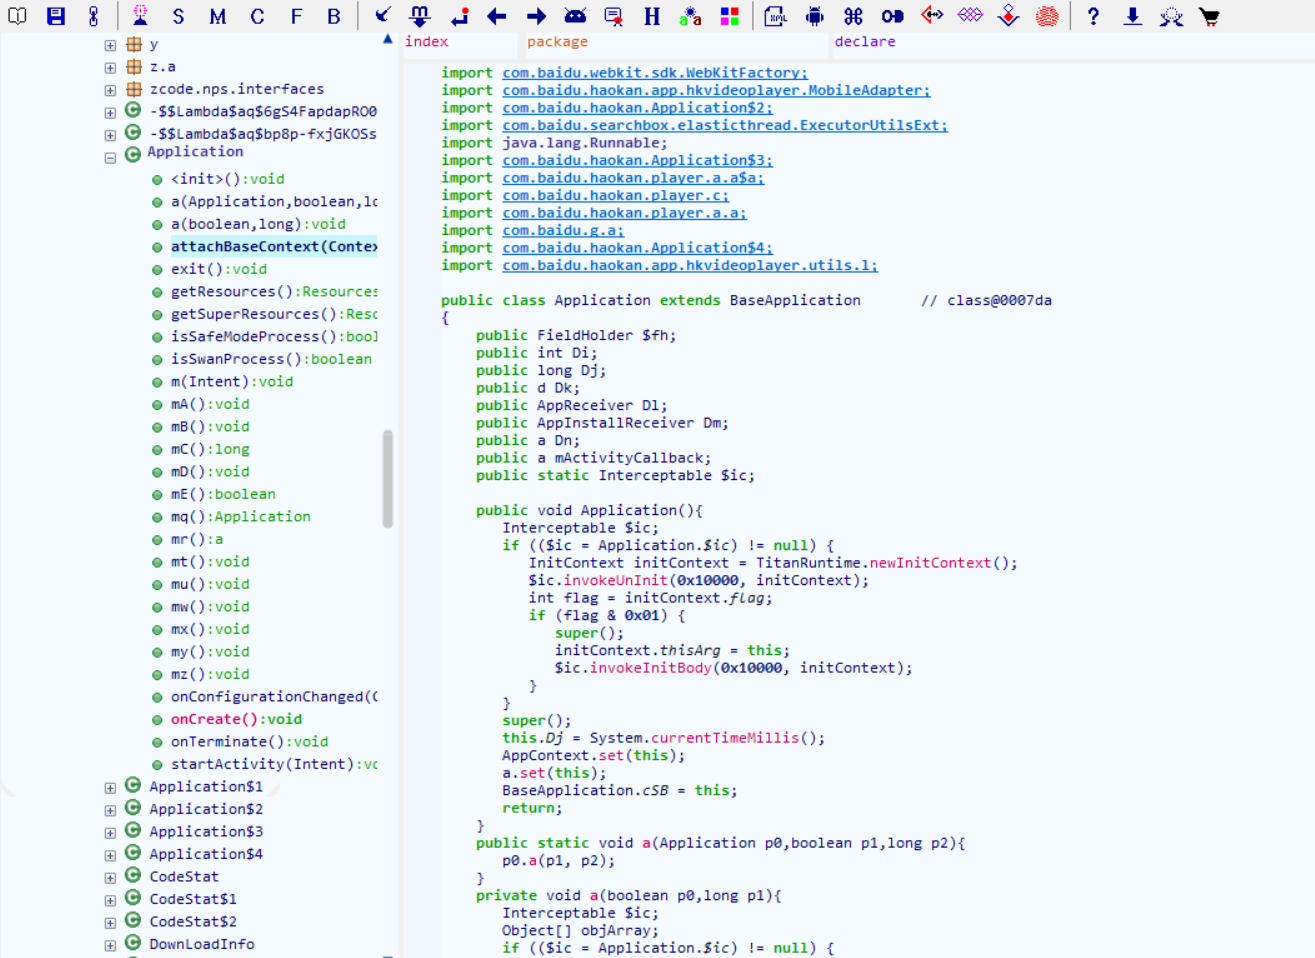 S M C F B H ?
index package declare
y
z.a
zcode.nps.interfaces
-$$Lambda$aq$6gS4FapdapRO0
-$$Lambda$aq$bp8p-fxjGKOSs
Application
<init>():void
a(Application,boolean,lo
a(boolean,long):void
attachBaseContext(Contex
exit():void
getResources():Resources
getSuperResources():Reso
isSafeModeProcess():bool
isSwanProcess():boolean
m(Intent):void
mA():void
mB():void
mC():long
mD():void
mE():boolean
mq():Application
mr():a
mt():void
mu():void
mw():void
mx():void
my():void
mz():void
onConfigurationChanged(C
onCreate():void
onTerminate():void
startActivity(Intent):vo
Application$1
Application$2
Application$3
Application$4
CodeStat
CodeStat$1
CodeStat$2
DownLoadInfo
import com.baidu.webkit.sdk.WebKitFactory;
import com.baidu.haokan.app.hkvideoplayer.MobileAdapter;
import com.baidu.haokan.Application$2;
import com.baidu.searchbox.elasticthread.ExecutorUtilsExt;
import java.lang.Runnable;
import com.baidu.haokan.Application$3;
import com.baidu.haokan.player.a.a$a;
import com.baidu.haokan.player.c;
import com.baidu.haokan.player.a.a;
import com.baidu.g.a;
import com.baidu.haokan.Application$4;
import com.baidu.haokan.app.hkvideoplayer.utils.l;
public class Application extends BaseApplication // class@0007da
{
public FieldHolder $fh;
public int Di;
public long Dj;
public d Dk;
public AppReceiver Dl;
public AppInstallReceiver Dm;
public a Dn;
public a mActivityCallback;
public static Interceptable $ic;
public void Application(){
Interceptable $ic;
if (($ic = Application.$ic) != null) {
InitContext initContext = TitanRuntime.newInitContext();
$ic.invokeUnInit(0x10000, initContext);
int flag = initContext.flag;
if (flag & 0x01) {
super();
initContext.thisArg = this;
$ic.invokeInitBody(0x10000, initContext);
}
}
super();
this.Dj = System.currentTimeMillis();
AppContext.set(this);
a.set(this);
BaseApplication.cSB = this;
return;
}
public static void a(Application p0,boolean p1,long p2){
p0.a(p1, p2);
}
private void a(boolean p0,long p1){
Interceptable $ic;
Object[] objArray;
if (($ic = Application.$ic) != null) {